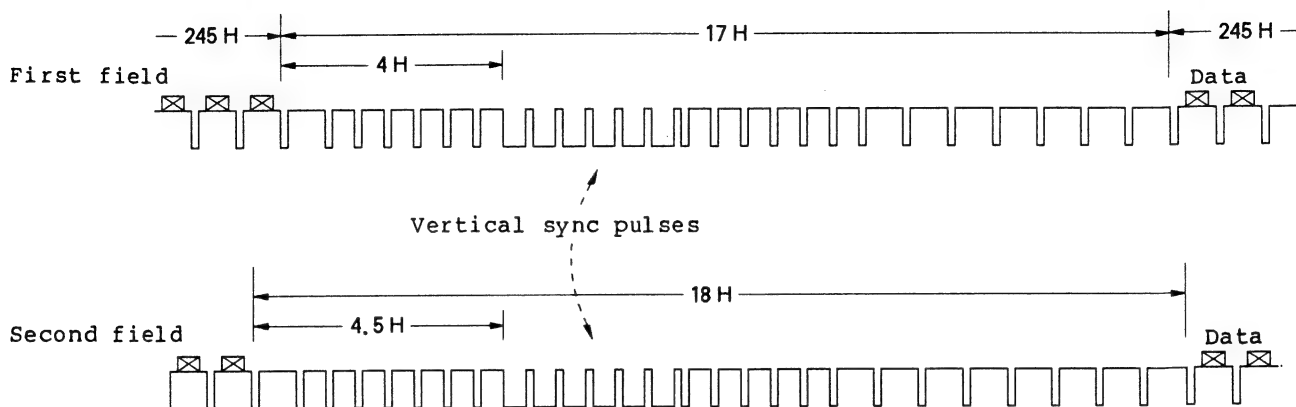 245 H
17 H
245 H
4 H
First field
Data
Vertical sync pulses
18 H
4.5 H
Second field
Data